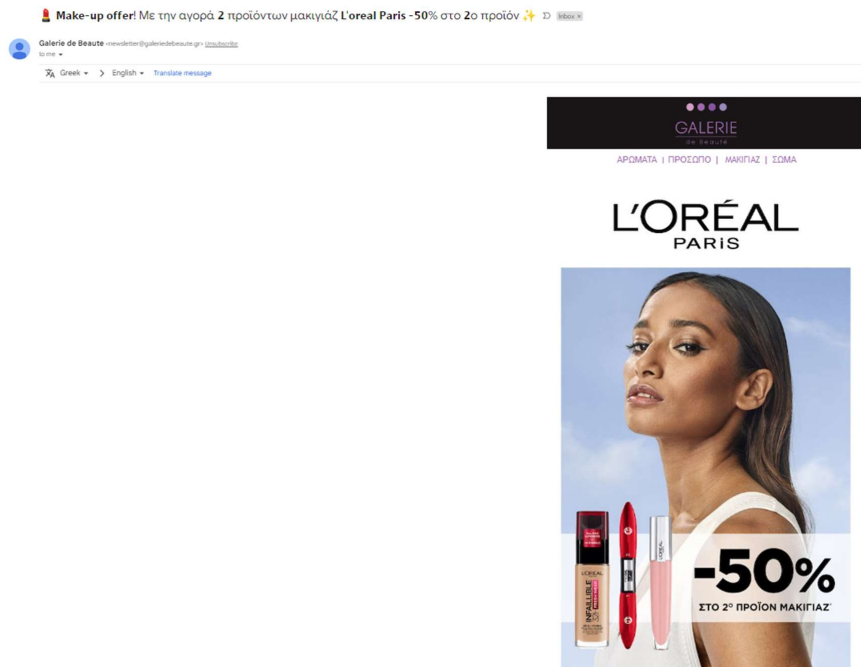 💄 Make-up offer! Με την αγορά 2 προϊόντων μακιγιάζ L'oreal Paris -50% στο 2ο προϊόν ✨ Inbox ×
Galerie de Beaute <newsletter@galeriedebeaute.gr> Unsubscribe
to me
Greek > English Translate message
GALERIE
de Beauté
ΑΡΩΜΑΤΑ | ΠΡΟΣΩΠΟ | ΜΑΚΙΓΙΑΖ | ΣΩΜΑ
L'ORÉAL
PARiS
L'ORÉAL
INFAILLIBLE
32H
L'ORÉAL
-50%
ΣΤΟ 2º ΠΡΟΪΟΝ ΜΑΚΙΓΙΑΖ*